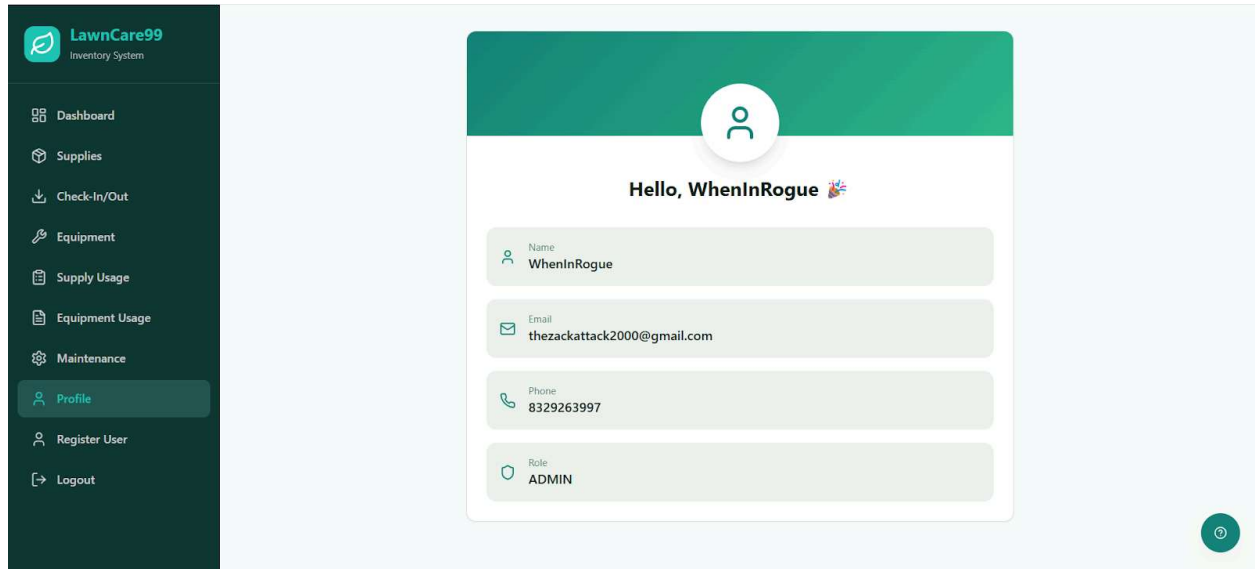 LawnCare99
Inventory System
Dashboard
Supplies
Check-In/Out
Equipment
Supply Usage
Equipment Usage
Maintenance
Profile
Register User
Logout
Hello, WhenInRogue 🎉
Name
WhenInRogue
Email
thezackattack2000@gmail.com
Phone
8329263997
Role
ADMIN